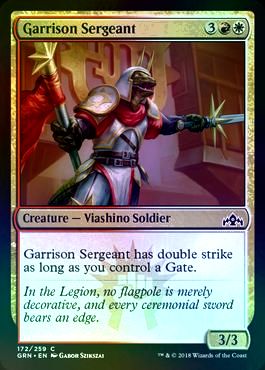 Garrison Sergeant 3
Creature — Viashino Soldier
Garrison Sergeant has double strike
as long as you control a Gate.
In the Legion, no flagpole is merely
decorative, and every ceremonial sword
bears an edge.
3/3
172/259 C
GRN • EN Gabor Szikszai
™ & © 2018 Wizards of the Coast